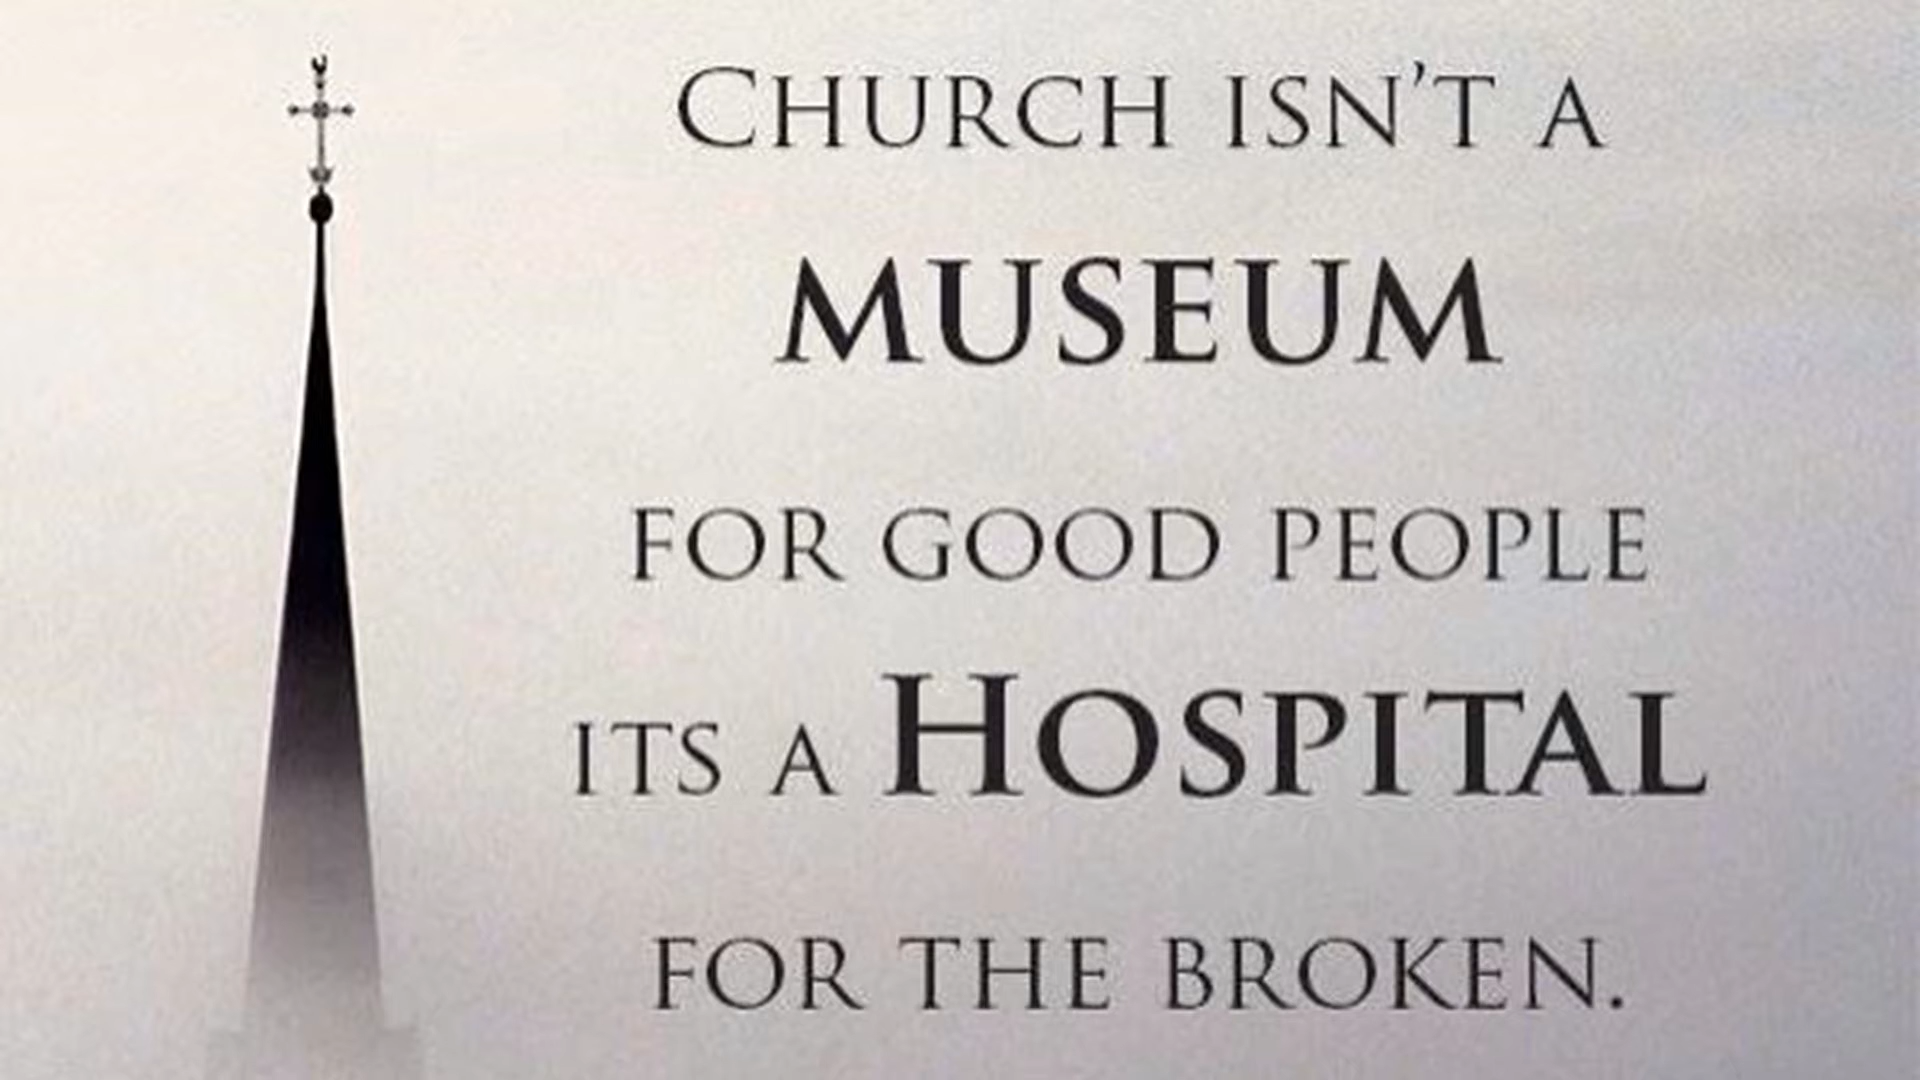 Church isn't a
museum
for good people
its a Hospital
for the broken.